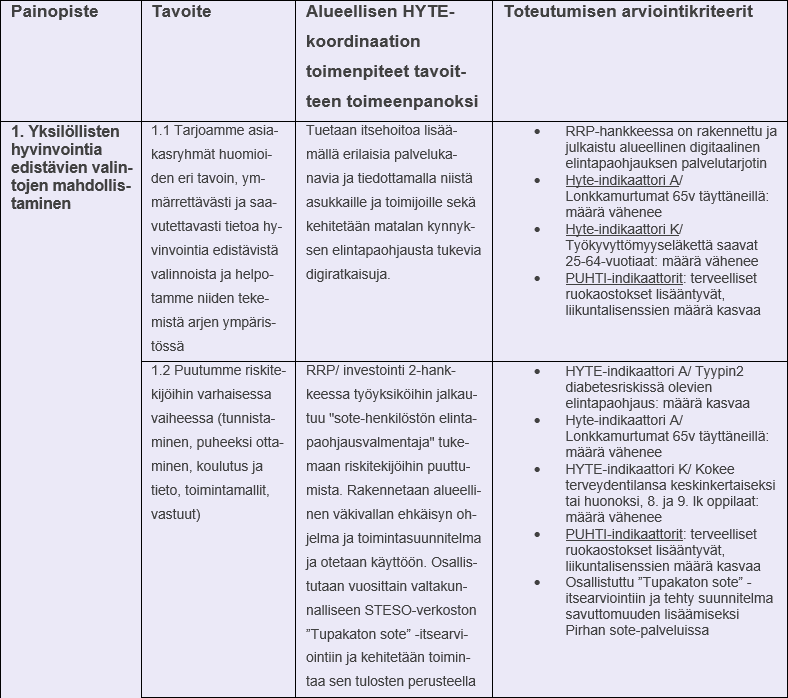 Painopiste
Tavoite
Alueellisen HYTE-
koordinaation
toimenpiteet tavoit-
teen toimeenpanoksi
Toteutumisen arviointikriteerit
1. Yksilöllisten
hyvinvointia
edistävien valin-
tojen mahdollis-
taminen
1.1 Tarjoamme asia-
kasryhmät huomioi-
den eri tavoin, ym-
märrettävästi ja saa-
vutettavasti tietoa hy-
vinvointia edistävistä
valinnoista ja helpo-
tamme niiden teke-
mistä arjen ympäris-
tössä
Tuetaan itsehoitoa lisää-
mällä erilaisia palveluka-
navia ja tiedottamalla niistä
asukkaille ja toimijoille sekä
kehitetään matalan kynnyk-
sen elintapaohjausta tukevia
digiratkaisuja.
• RRP-hankkeessa on rakennettu ja
julkaistu alueellinen digitaalinen
elintapaohjauksen palvelutarjotin
• Hyte-indikaattori A/
Lonkkamurtumat 65v täyttäneillä:
määrä vähenee
• Hyte-indikaattori K/
Työkyvyttömyyseläkettä saavat
25-64-vuotiaat: määrä vähenee
• PUHTI-indikaattorit: terveelliset
ruokaostokset lisääntyvät,
liikuntalisenssien määrä kasvaa
1.2 Puutumme riskite-
kijöihin varhaisessa
vaiheessa (tunnista-
minen, puheeksi otta-
minen, koulutus ja
tieto, toimintamallit,
vastuut)
RRP/ investointi 2-hank-
keessa työyksiköihin jalkau-
tuu "sote-henkilöstön elinta-
paohjausvalmentaja" tuke-
maan riskitekijöihin puuttu-
mista. Rakennetaan alueelli-
nen väkivallan ehkäisyn oh-
jelma ja toimintasuunnitelma
ja otetaan käyttöön. Osallis-
tutaan vuosittain valtakun-
nalliseen STESO-verkoston
”Tupakaton sote” -itsearvi-
ointiin ja kehitetään toimin-
taa sen tulosten perusteella
• HYTE-indikaattori A/ Tyypin2
diabetesriskissä olevien
elintapaohjaus: määrä kasvaa
• Hyte-indikaattori A/
Lonkkamurtumat 65v täyttäneillä:
määrä vähenee
• HYTE-indikaattori K/ Kokee
terveydentilansa keskinkertaiseksi
tai huonoksi, 8. ja 9. lk oppilaat:
määrä vähenee
• PUHTI-indikaattorit: terveelliset
ruokaostokset lisääntyvät,
liikuntalisenssien määrä kasvaa
• Osallistuttu ”Tupakaton sote” -
itsearviointiin ja tehty suunnitelma
savuttomuuden lisäämiseksi
Pirhan sote-palveluissa